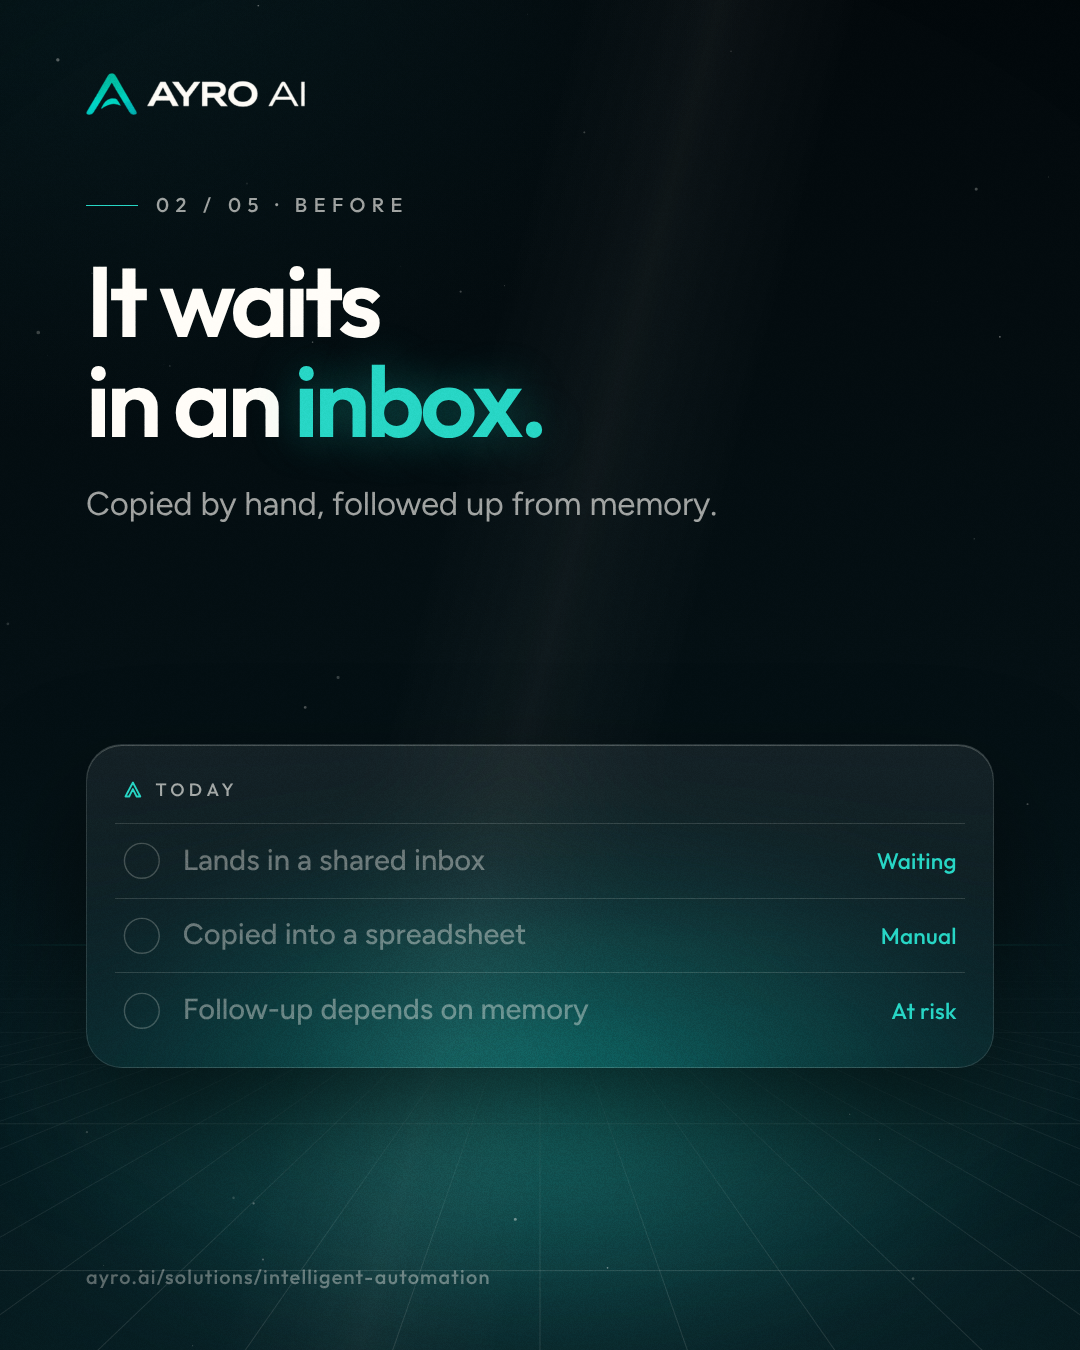 AYRO AI
02 / 05 · BEFORE
It waits
in an inbox.
Copied by hand, followed up from memory.
TODAY
Lands in a shared inbox Waiting
Copied into a spreadsheet Manual
Follow-up depends on memory At risk
ayro.ai/solutions/intelligent-automation